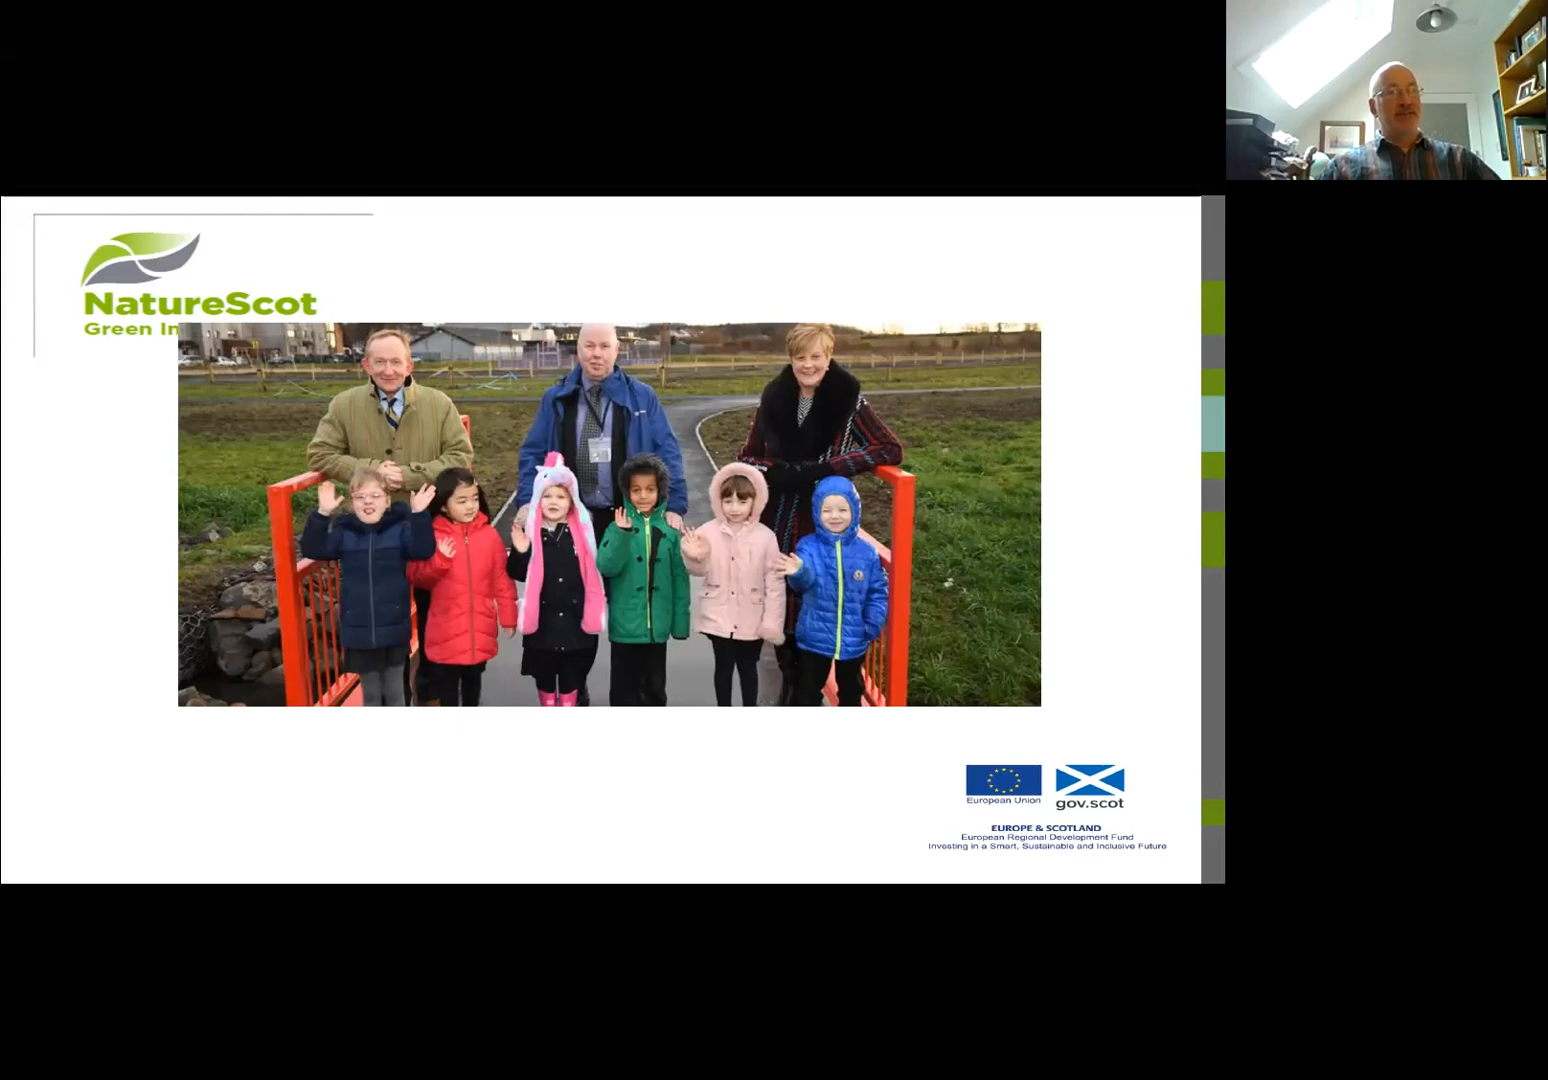 NatureScot
Green In
European Union
gov.scot
EUROPE & SCOTLAND
European Regional Development Fund
Investing in a Smart, Sustainable and Inclusive Future